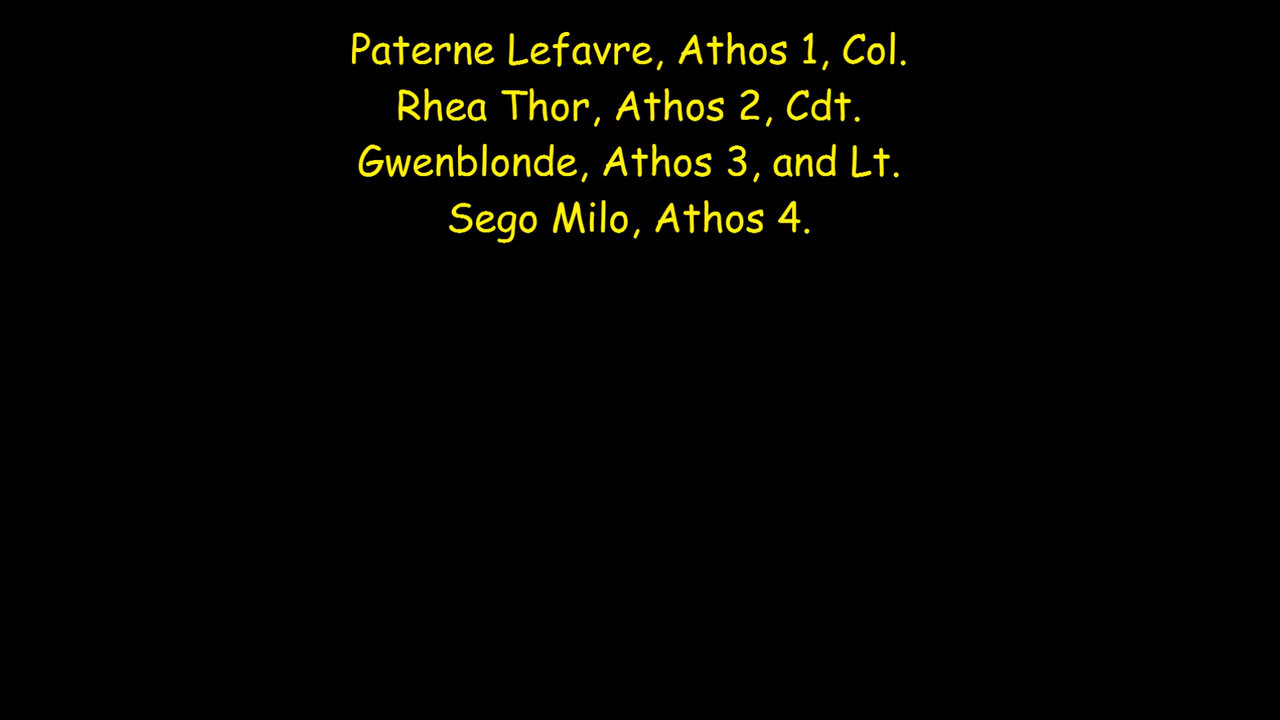 Paterne Lefavre, Athos 1, Col.
Rhea Thor, Athos 2, Cdt.
Gwenblonde, Athos 3, and Lt.
Sego Milo, Athos 4.